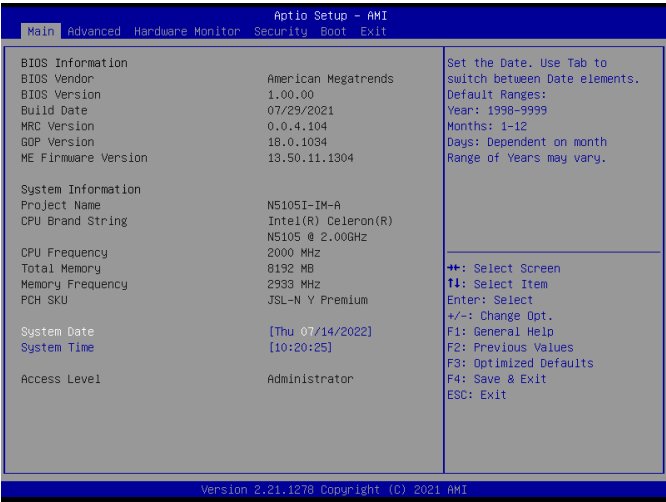 Aptio Setup - AMI
Main Advanced Hardware Monitor Security Boot Exit
BIOS Information
BIOS Vendor American Megatrends
BIOS Version 1.00.00
Build Date 07/29/2021
MRC Version 0.0.4.104
GOP Version 18.0.1034
ME Firmware Version 13.50.11.1304
System Information
Project Name N5105I-IM-A
CPU Brand String Intel(R) Celeron(R)
N5105 @ 2.00GHz
CPU Frequency 2000 MHz
Total Memory 8192 MB
Memory Frequency 2933 MHz
PCH SKU JSL-N Y Premium
System Date [Thu 07/14/2022]
System Time [10:20:25]
Access Level Administrator
Set the Date. Use Tab to
switch between Date elements.
Default Ranges:
Year: 1998-9999
Months: 1-12
Days: Dependent on month
Range of Years may vary.
→←: Select Screen
↑↓: Select Item
Enter: Select
+/-: Change Opt.
F1: General Help
F2: Previous Values
F3: Optimized Defaults
F4: Save & Exit
ESC: Exit
Version 2.21.1278 Copyright (C) 2021 AMI